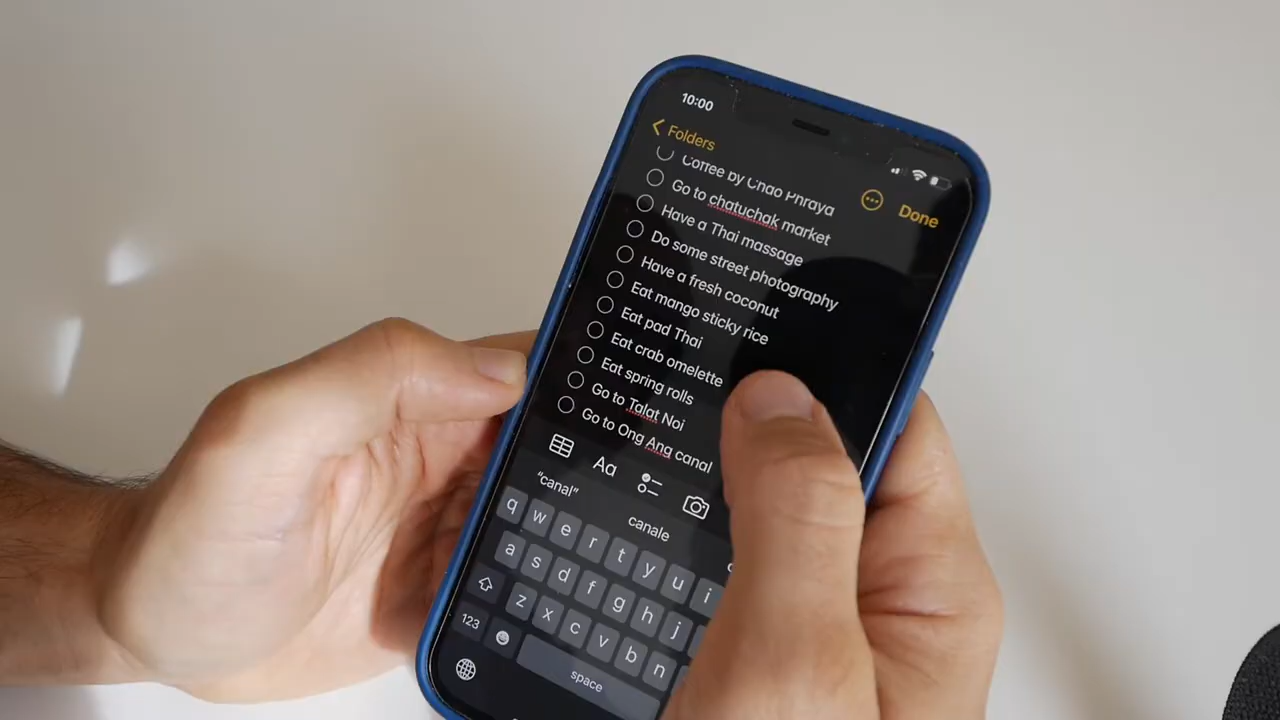 10:00
Folders
Done
Coffee by Chao Phraya
Go to chatuchak market
Have a Thai massage
Do some street photography
Have a fresh coconut
Eat mango sticky rice
Eat pad Thai
Eat crab omelette
Eat spring rolls
Go to Talat Noi
Go to Ong Ang canal
Aa
“canal” canale
q w e r t y u i
a s d f g h j
z x c v b n
123
space